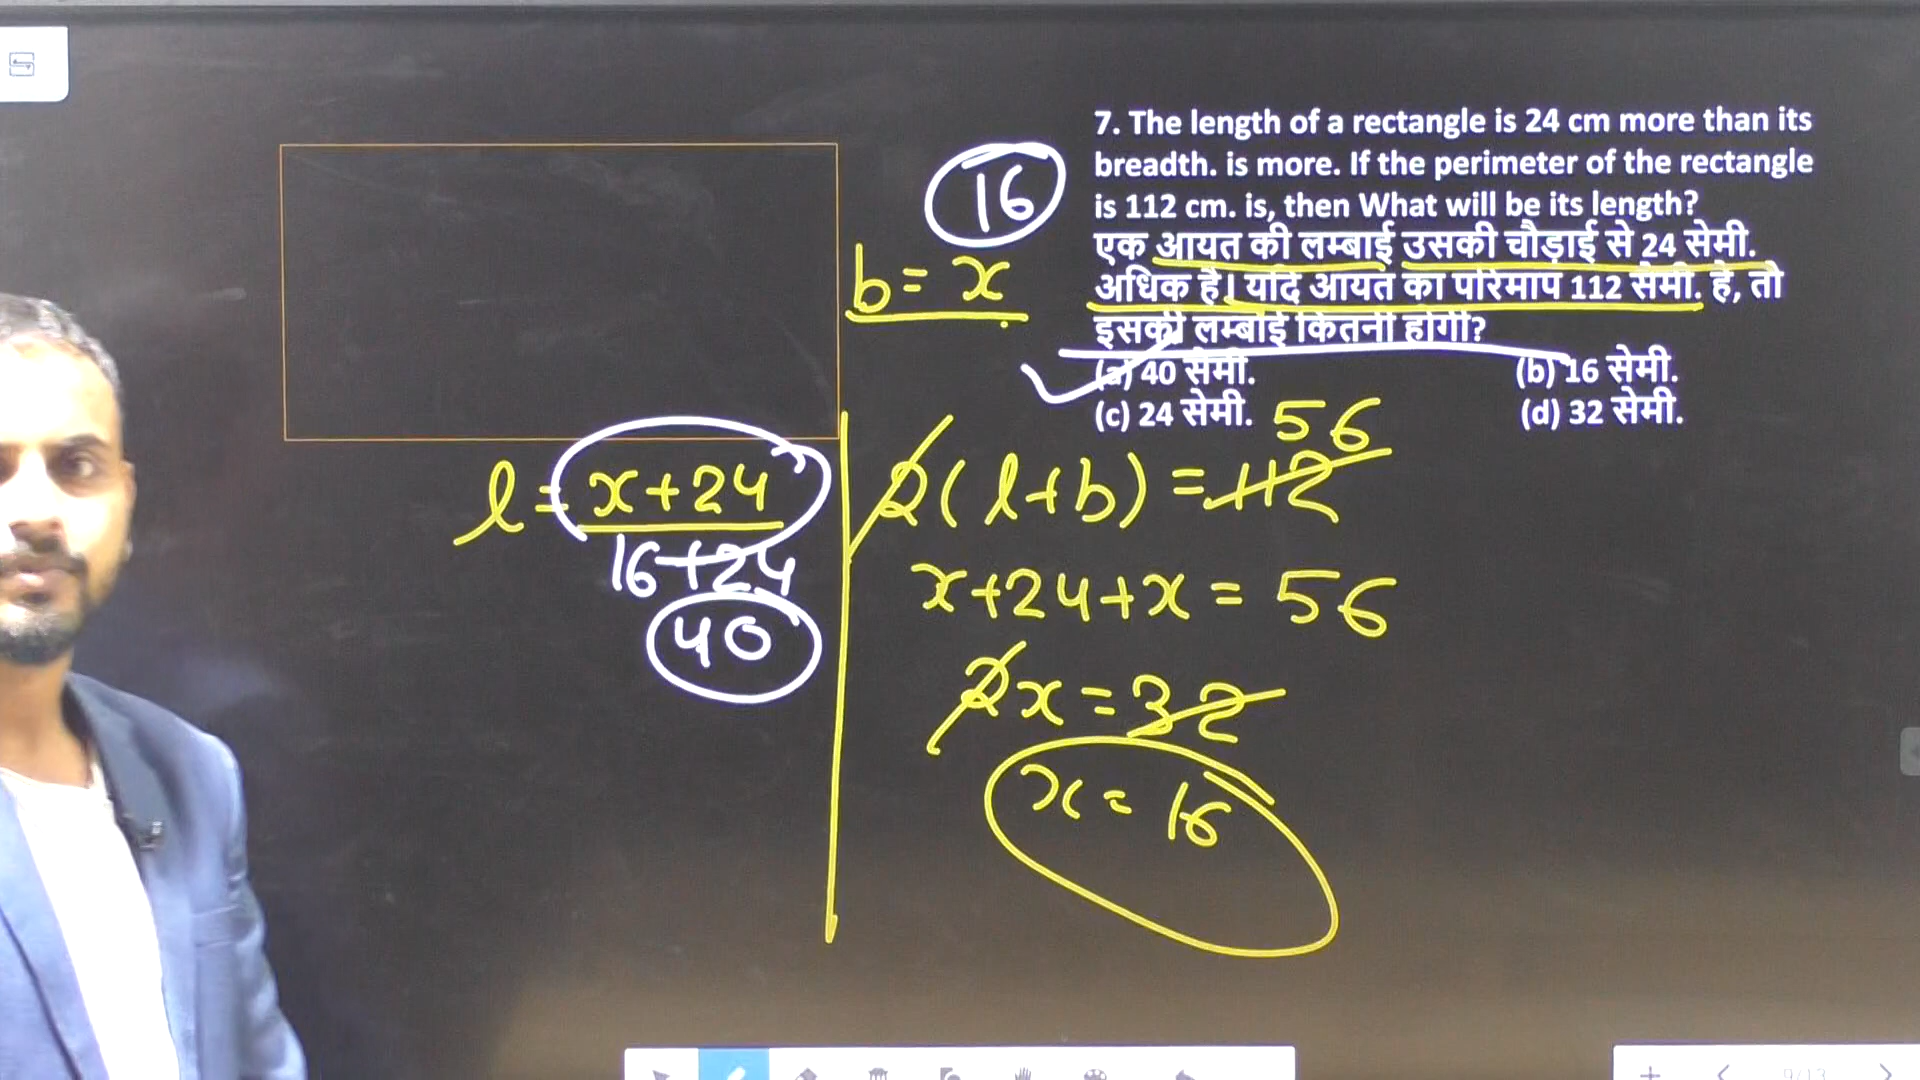 7. The length of a rectangle is 24 cm more than its
breadth. is more. If the perimeter of the rectangle
is 112 cm. is, then What will be its length?
एक आयत की लम्बाई उसकी चौड़ाई से 24 सेमी.
अधिक है। यदि आयत का परिमाप 112 सेमी. है, तो
इसकी लम्बाई कितनी होगी?
(a) 40 सेमी. (b) 16 सेमी.
(c) 24 सेमी. (d) 32 सेमी.
16
b = x
l = x+24
16+24
40
56
2(l+b) = 112
x+24+x = 56
2x = 32
x = 16
9/13